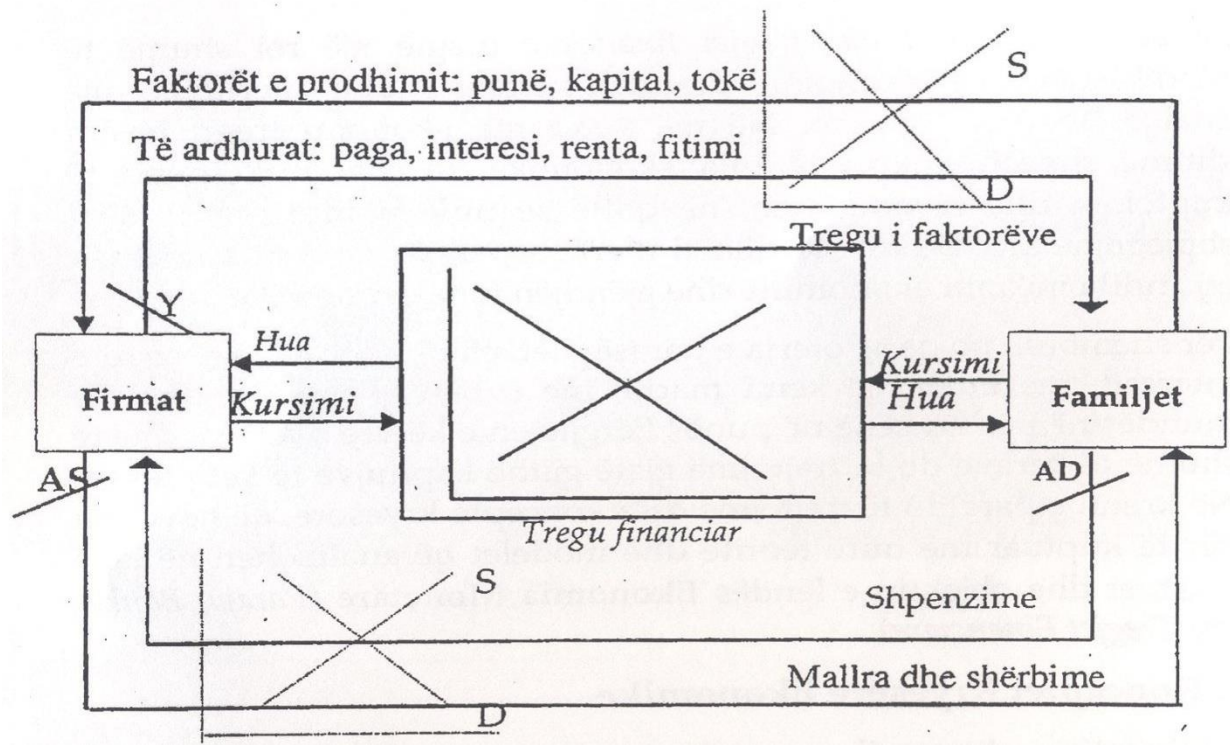 S
Faktorët e prodhimit: punë, kapital, tokë
Të ardhurat: paga, interesi, renta, fitimi
D
Tregu i faktorëve
Y
Hua
Kursimi
Firmat
Kursimi
Hua
Familjet
AS
AD
Tregu financiar
S
Shpenzime
Mallra dhe shërbime
D